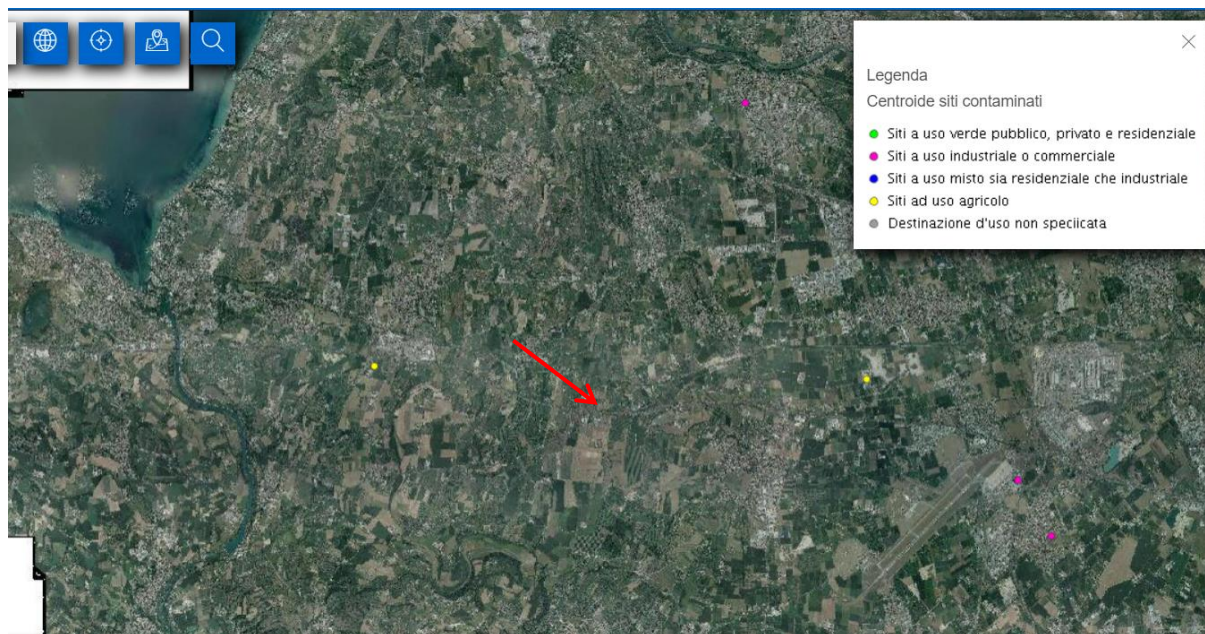 Legenda
Centroide siti contaminati
Siti a uso verde pubblico, privato e residenziale
Siti a uso industriale o commerciale
Siti a uso misto sia residenziale che industriale
Siti ad uso agricolo
Destinazione d'uso non speciicata